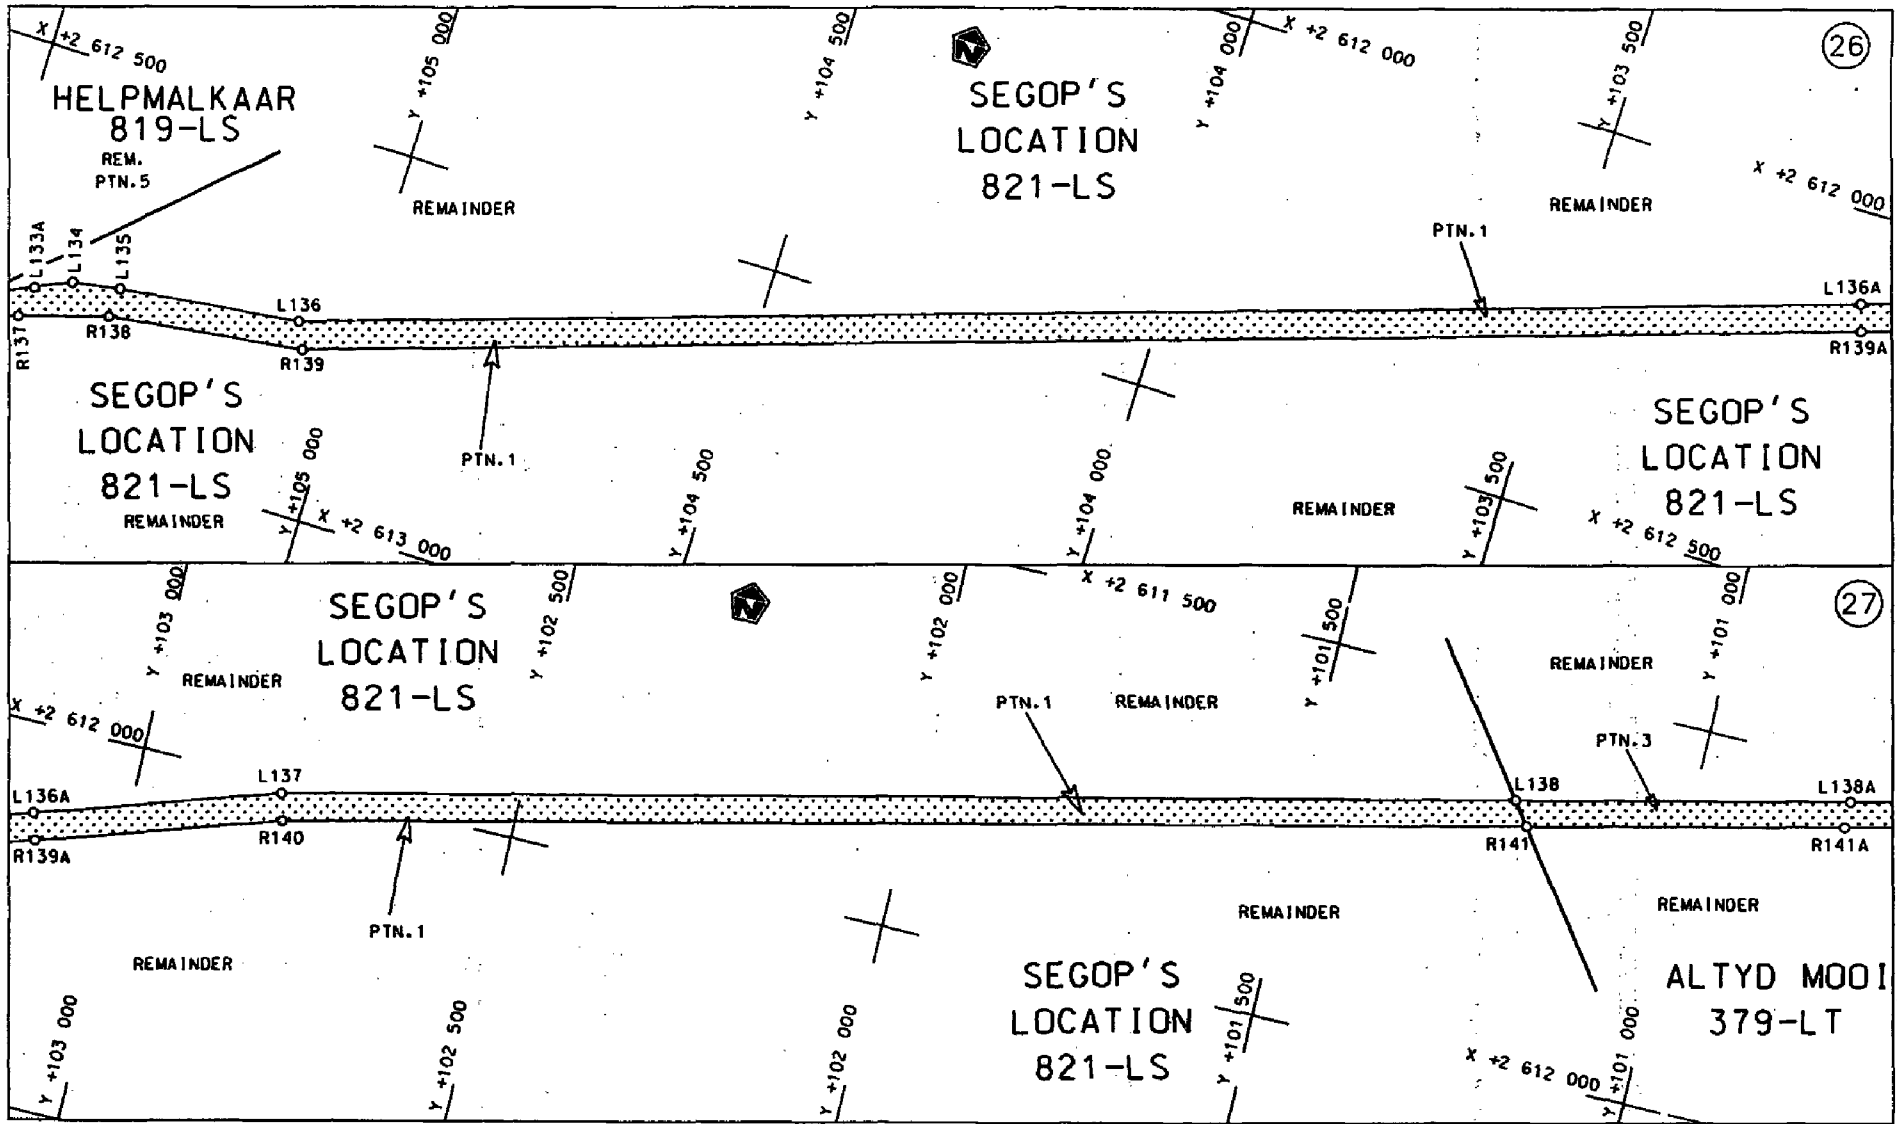 X +2 612 500
Y +105 000
Y +104 500
N
Y +104 000
X +2 612 000
Y +103 500
26
HELPMALKAAR
819-LS
REM.
PTN.5
SEGOP'S
LOCATION
821-LS
X +2 612 000
REMAINDER
REMAINDER
PTN.1
L133A
L134
L135
L136
L136A
R137
R138
R139
R139A
SEGOP'S
LOCATION
821-LS
REMAINDER
Y +105 000
X +2 613 000
PTN.1
Y +104 500
Y +104 000
REMAINDER
Y +103 500
SEGOP'S
LOCATION
821-LS
X +2 612 500
Y +103 000
SEGOP'S
LOCATION
821-LS
Y +102 500
N
Y +102 000
X +2 611 500
Y +101 500
Y +101 000
27
REMAINDER
X +2 612 000
PTN.1
REMAINDER
REMAINDER
PTN.3
L136A
L137
L138
L138A
R139A
R140
R141
R141A
PTN.1
REMAINDER
REMAINDER
REMAINDER
Y +103 000
Y +102 500
Y +102 000
SEGOP'S
LOCATION
821-LS
Y +101 500
X +2 612 000
Y +101 000
ALTYD MOOI
379-LT